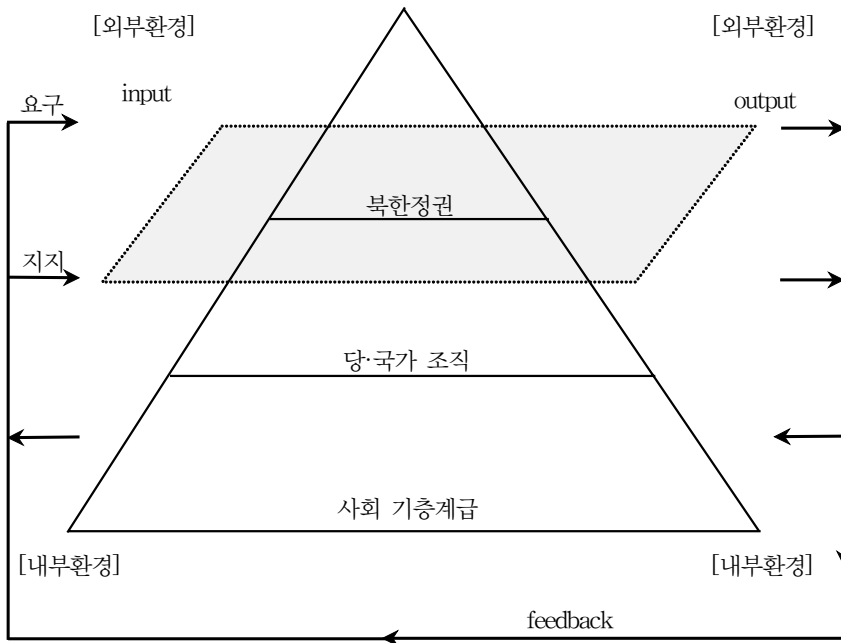 [외부환경]
[외부환경]
요구
input
output
북한정권
지지
당·국가 조직
사회 기층계급
[내부환경]
[내부환경]
feedback